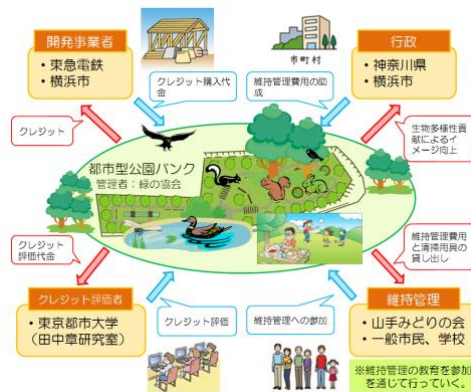 開発事業者
・東急電鉄
・横浜市
クレジット購入代
金
市町村
維持管理費用の助
成
行政
・神奈川県
・横浜市
クレジット
生物多様性貢
献によるイ
メージ向上
都市型公園バンク
管理者:緑の協会
クレジット
評価代金
維持管理費用
と清掃用具の
貸し出し
クレジット評価者
・東京都市大学
(田中章研究室)
クレジット評価
維持管理への参加
維持管理
・山手みどりの会
・一般市民、学校
※維持管理の教育を参加
を通じて行っていく。